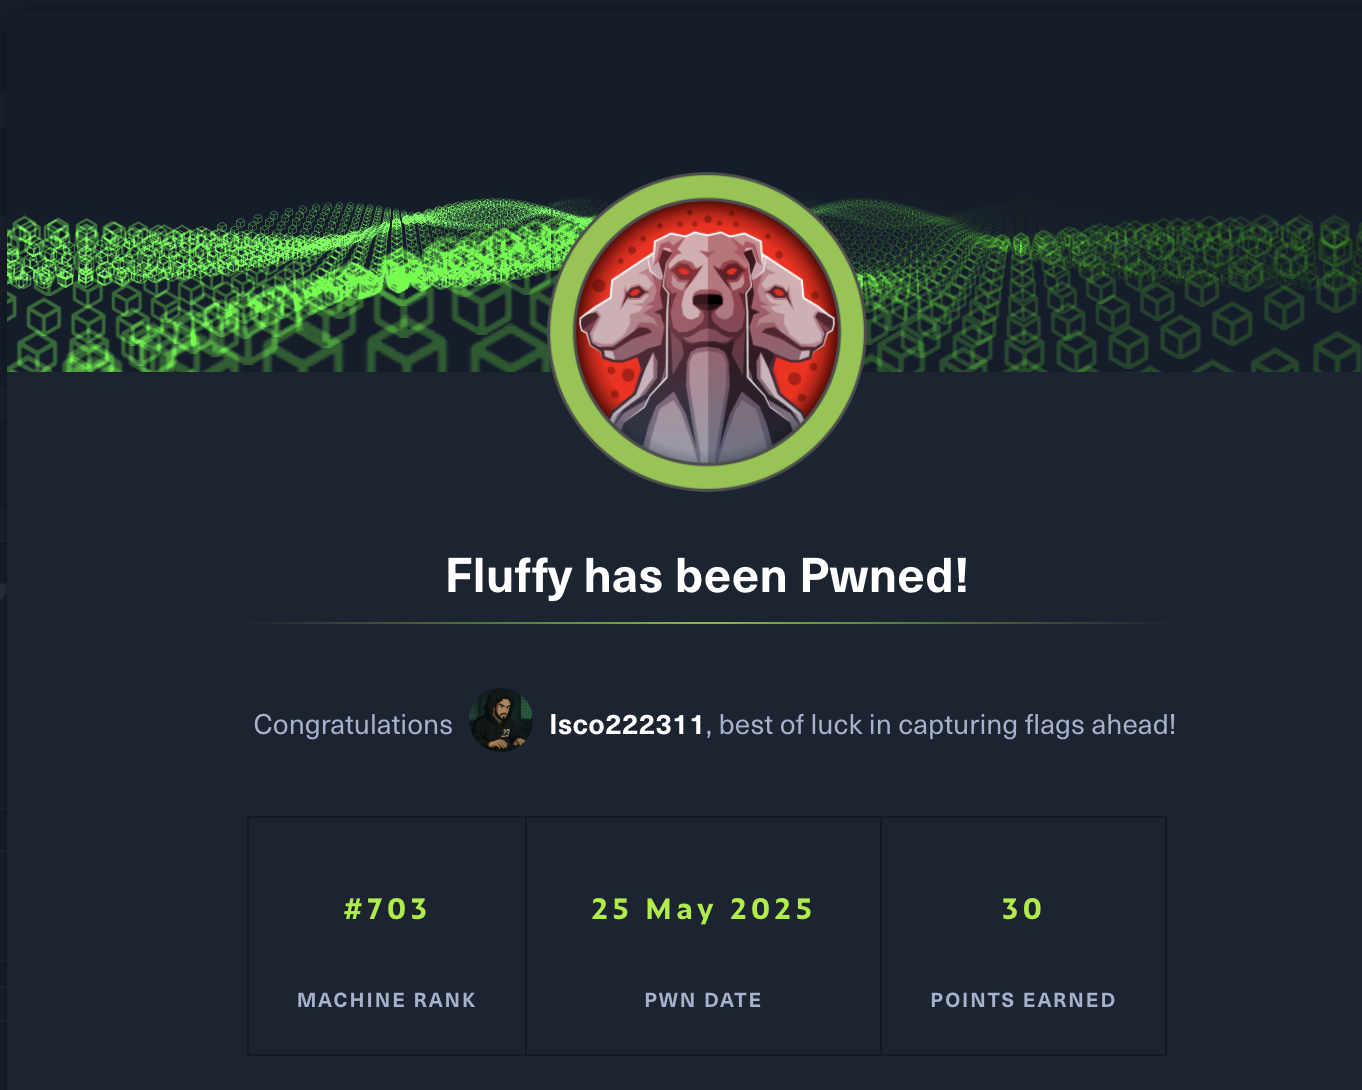 Fluffy has been Pwned!
Congratulations lsco222311, best of luck in capturing flags ahead!
#703 25 May 2025 30
MACHINE RANK PWN DATE POINTS EARNED